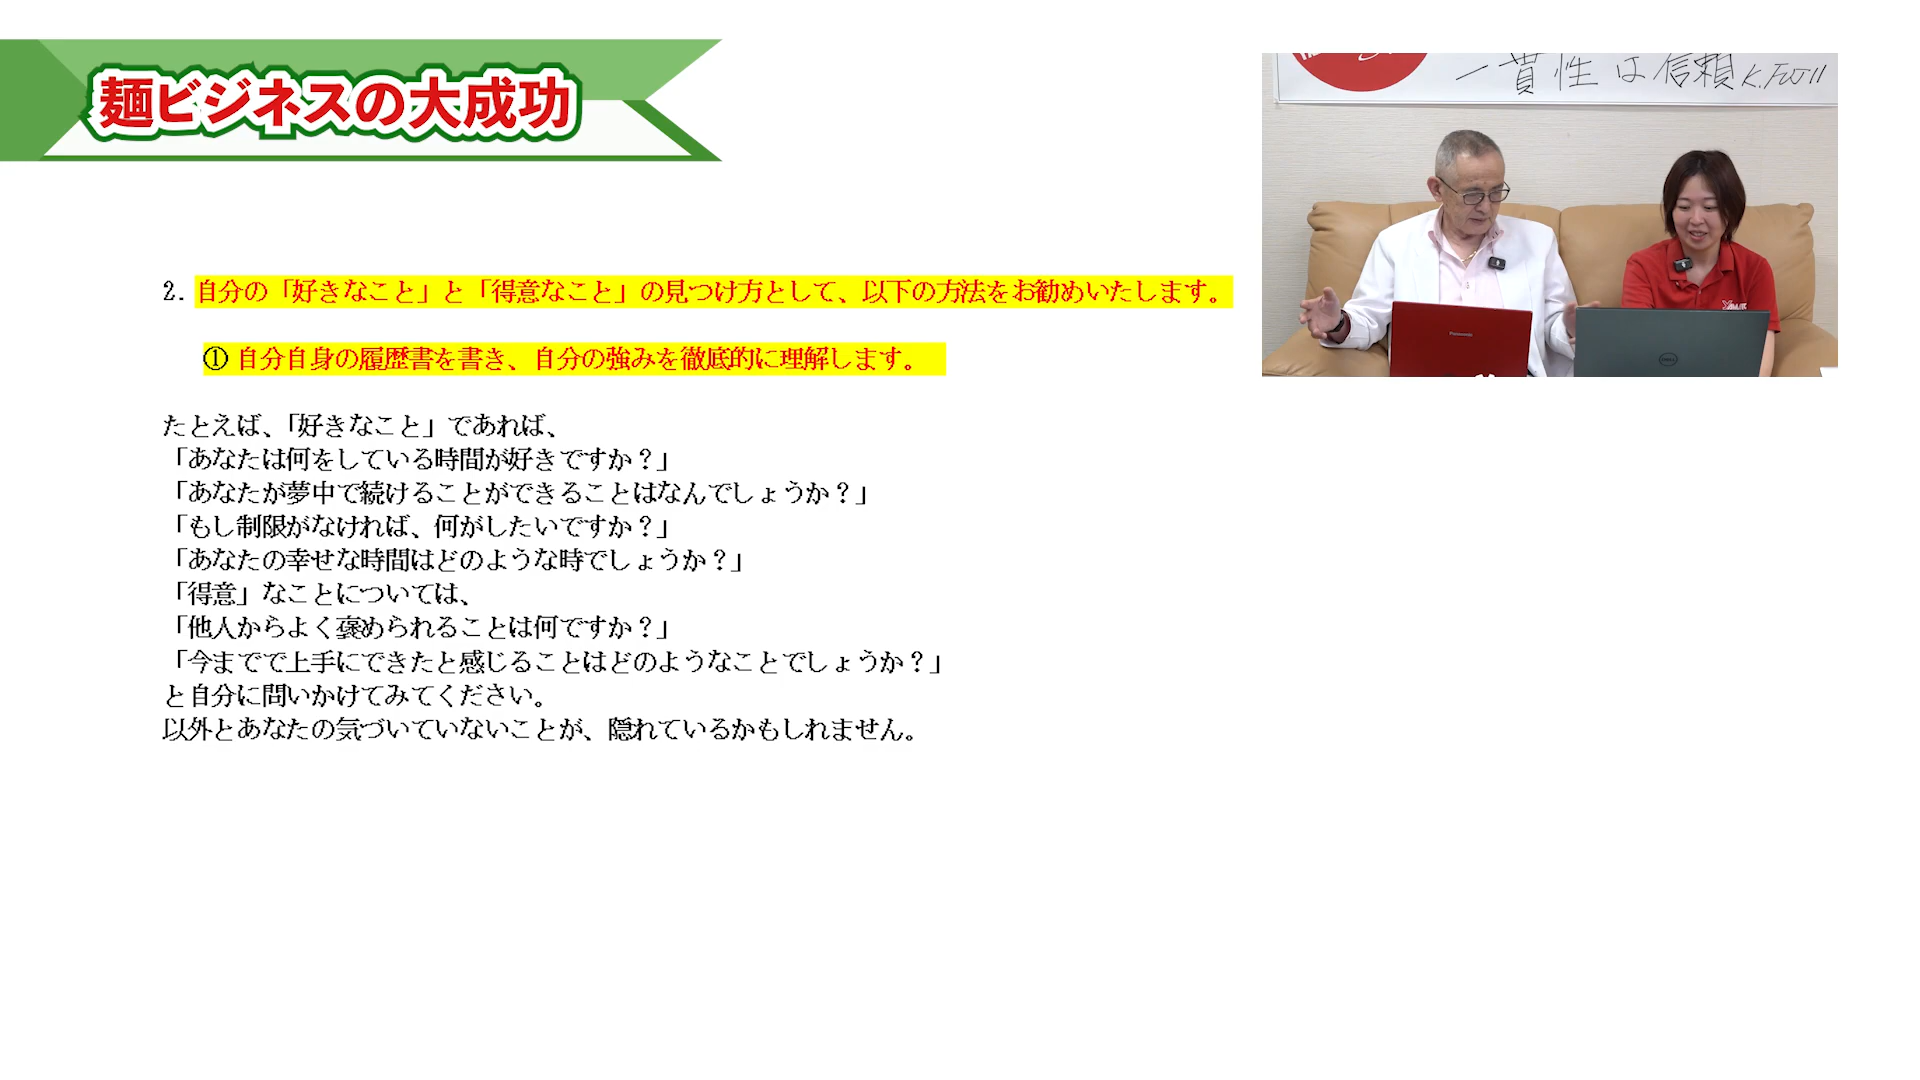 麺ビジネスの大成功
一貫性は信頼 K.FUJII
2. 自分の「好きなこと」と「得意なこと」の見つけ方として、以下の方法をお勧めいたします。
① 自分自身の履歴書を書き、自分の強みを徹底的に理解します。
たとえば、「好きなこと」であれば、
「あなたは何をしている時間が好きですか？」
「あなたが夢中で続けることができることはなんでしょうか？」
「もし制限がなければ、何がしたいですか？」
「あなたの幸せな時間はどのような時でしょうか？」
「得意」なことについては、
「他人からよく褒められることは何ですか？」
「今までで上手にできたと感じることはどのようなことでしょうか？」
と自分に問いかけてみてください。
以外とあなたの気づいていないことが、隠れているかもしれません。
Panasonic
DELL